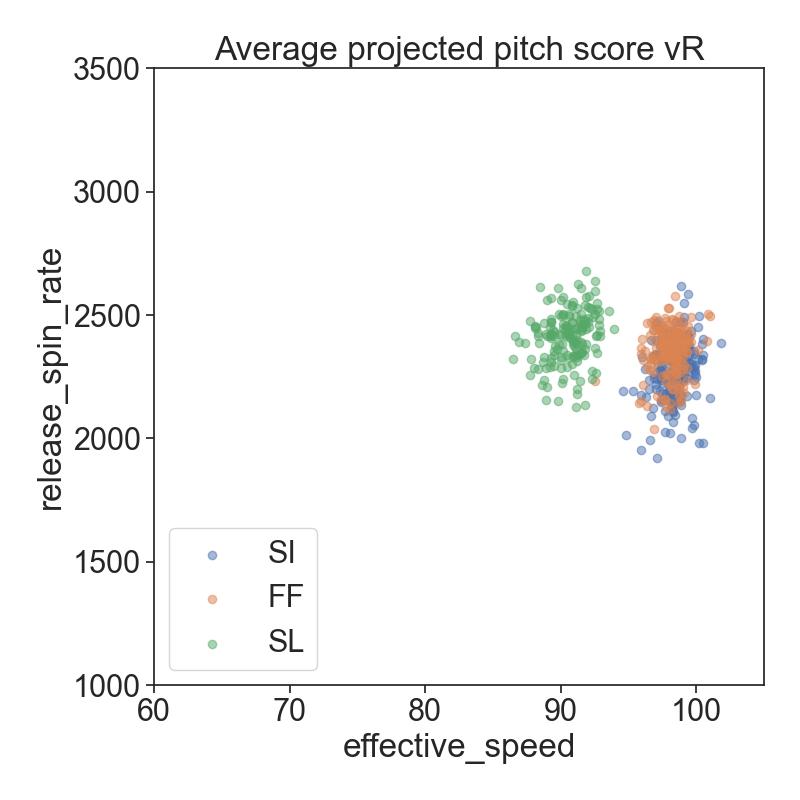 Average projected pitch score vR
3500
3000
2500
2000
1500
1000
release_spin_rate
SI
FF
SL
60 70 80 90 100
effective_speed